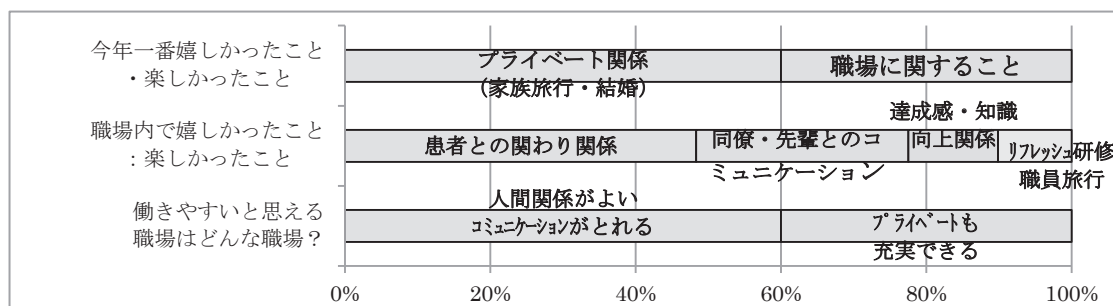 今年一番嬉しかったこと
・楽しかったこと
プライベート関係
(家族旅行・結婚)
職場に関すること
職場内で嬉しかったこと
：楽しかったこと
患者との関わり関係
同僚・先輩とのコ
ミュニケーション
達成感・知識
向上関係
ﾘﾌﾚｯｼｭ研修
職員旅行
働きやすいと思える
職場はどんな職場？
人間関係がよい
ｺﾐｭﾆｹｰｼｮﾝがとれる
ﾌﾟﾗｲﾍﾞｰﾄも
充実できる
0% 20% 40% 60% 80% 100%